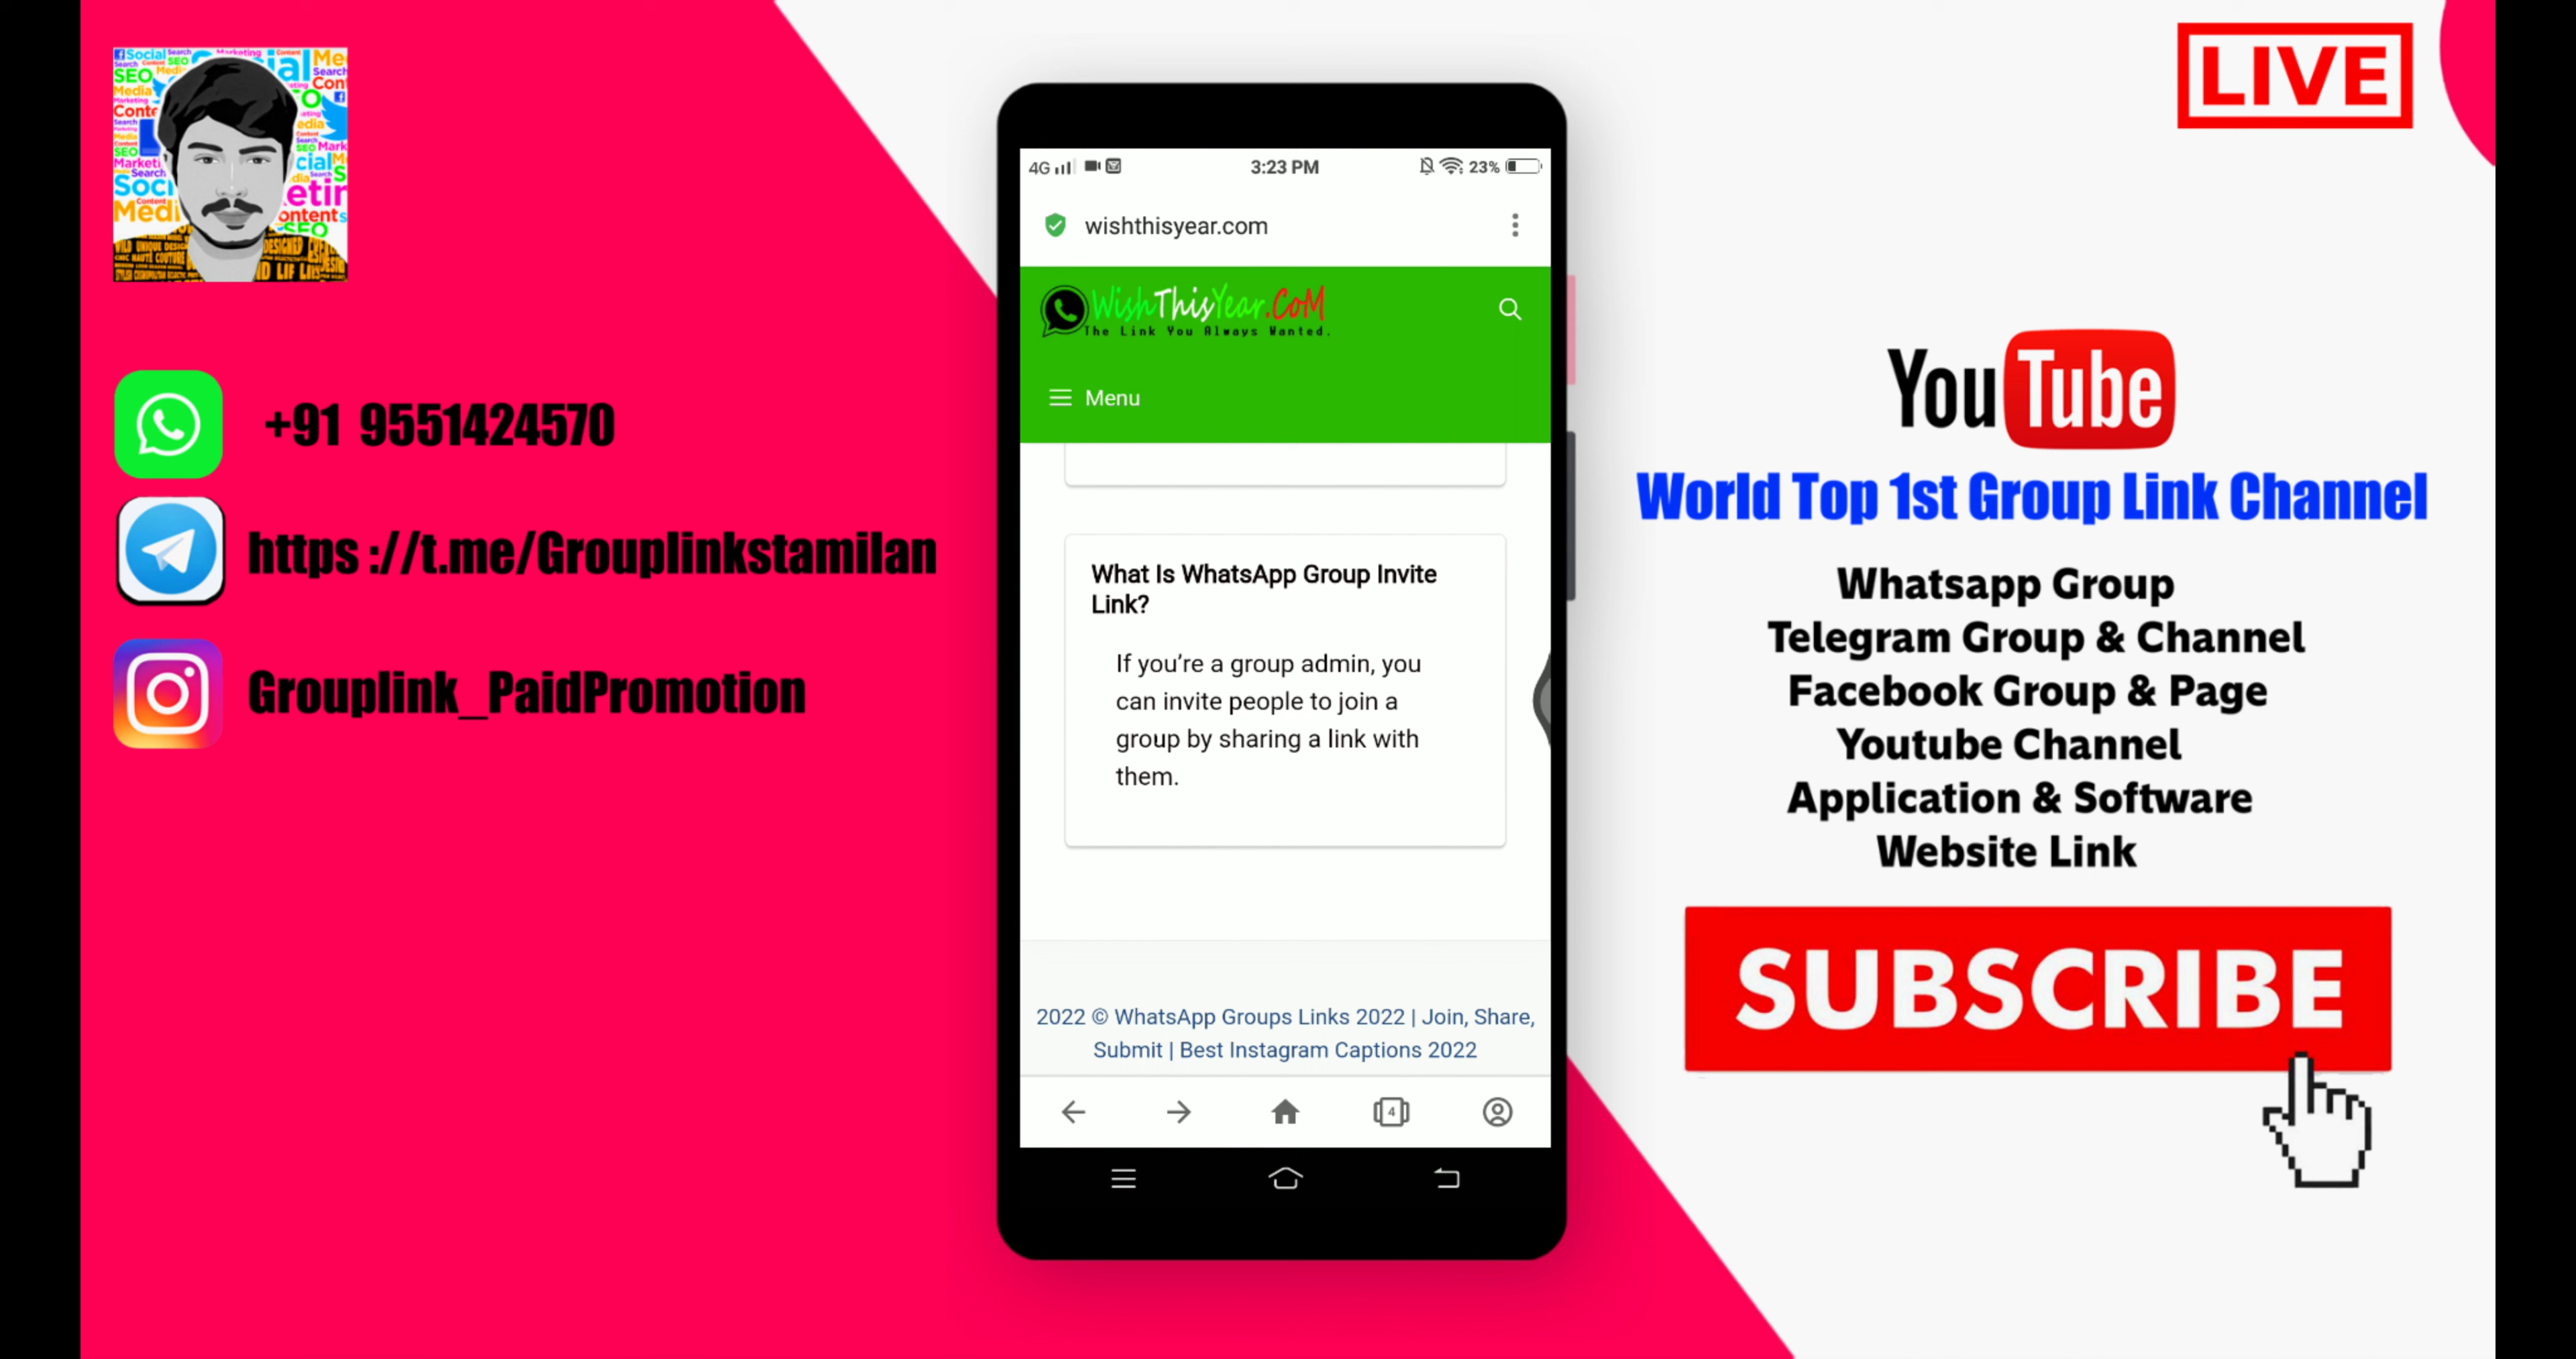 +91 9551424570
https ://t.me/Grouplinkstamilan
Grouplink_PaidPromotion
4G
3:23 PM
23%
wishthisyear.com
WishThisYear.CoM
The Link You Always Wanted.
Menu
What Is WhatsApp Group Invite
Link?
If you’re a group admin, you
can invite people to join a
group by sharing a link with
them.
2022 © WhatsApp Groups Links 2022 | Join, Share,
Submit | Best Instagram Captions 2022
4
LIVE
YouTube
World Top 1st Group Link Channel
Whatsapp Group
Telegram Group & Channel
Facebook Group & Page
Youtube Channel
Application & Software
Website Link
SUBSCRIBE